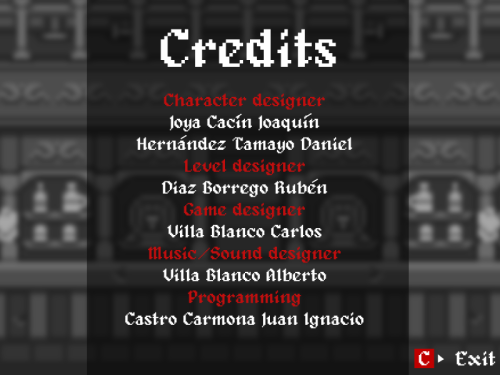 Credits
Character designer
Joya Cacín Joaquín
Hernández Tamayo Daniel
Level designer
Díaz Borrego Rubén
Game designer
Villa Blanco Carlos
Music/Sound designer
Villa Blanco Alberto
Programming
Castro Carmona Juan Ignacio
C Exit